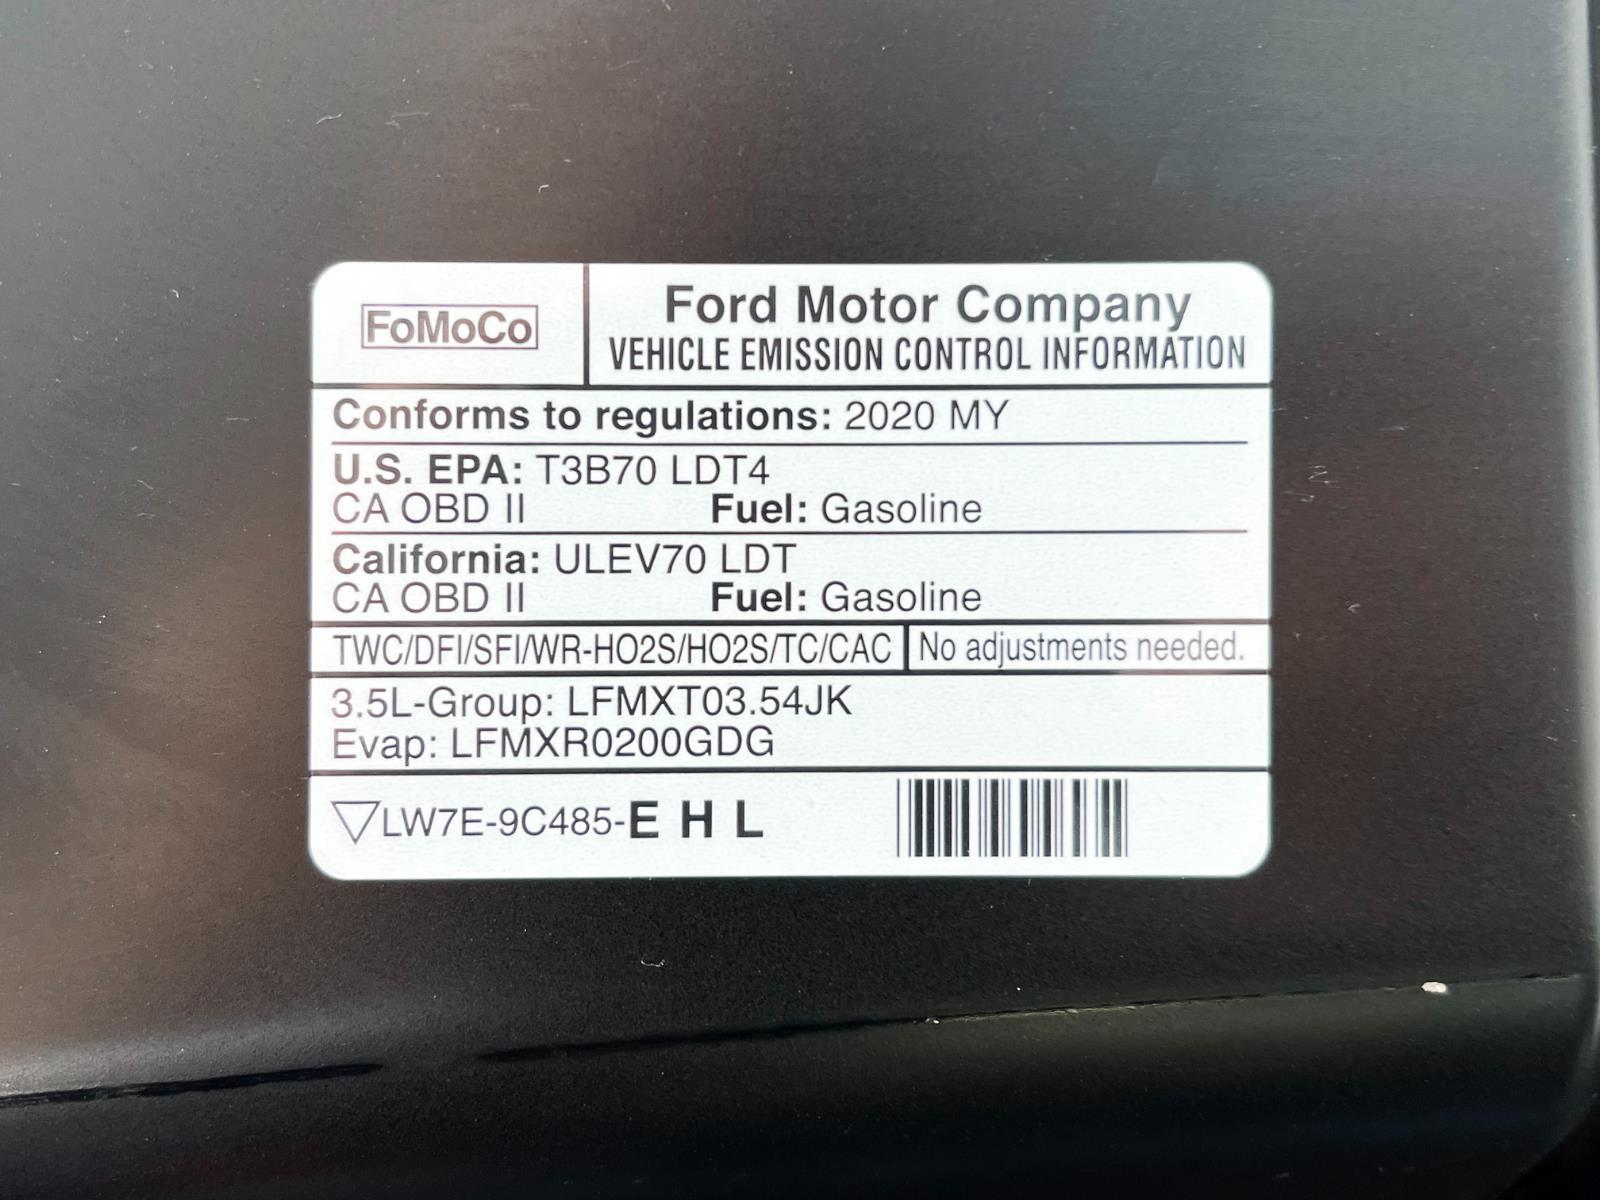 FoMoCo
Ford Motor Company
VEHICLE EMISSION CONTROL INFORMATION
Conforms to regulations: 2020 MY
U.S. EPA: T3B70 LDT4
CA OBD II Fuel: Gasoline
California: ULEV70 LDT
CA OBD II Fuel: Gasoline
TWC/DFI/SFI/WR-HO2S/HO2S/TC/CAC No adjustments needed.
3.5L-Group: LFMXT03.54JK
Evap: LFMXR0200GDG
LW7E-9C485-E H L